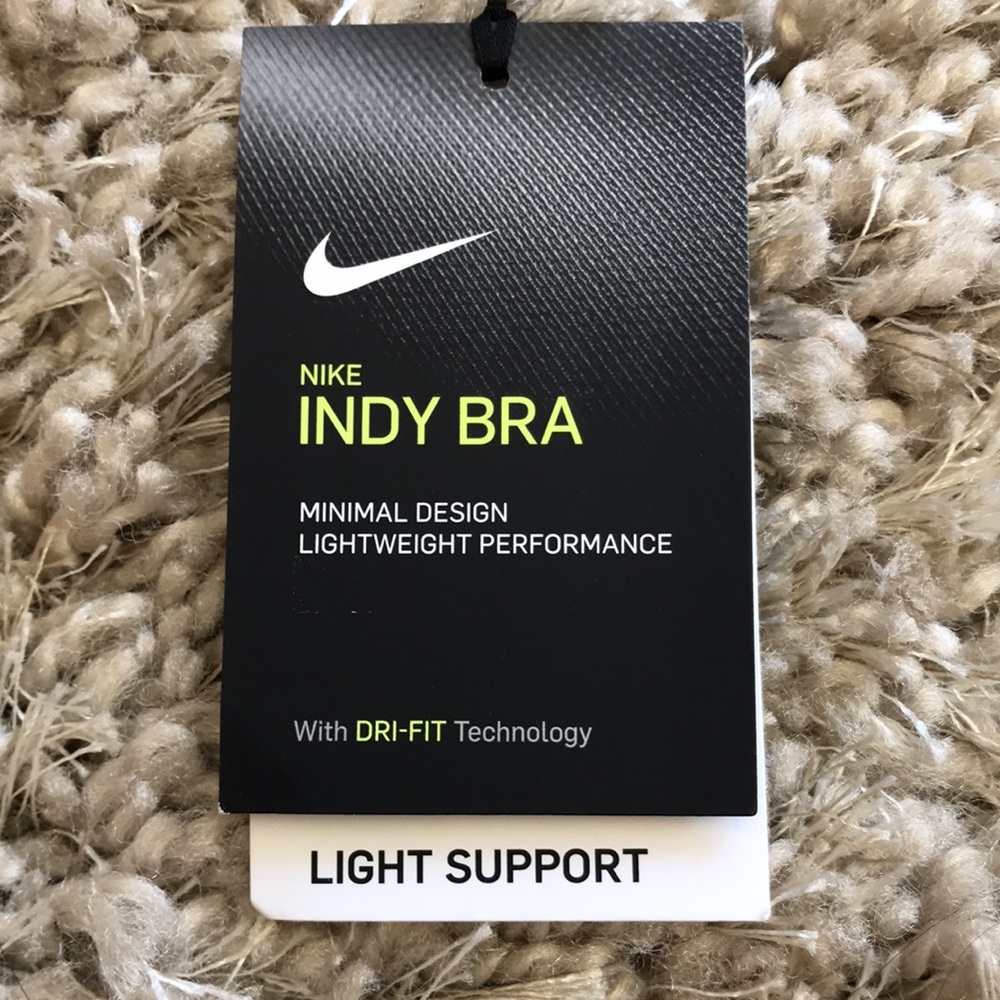 NIKE
INDY BRA
MINIMAL DESIGN
LIGHTWEIGHT PERFORMANCE
With DRI-FIT Technology
LIGHT SUPPORT